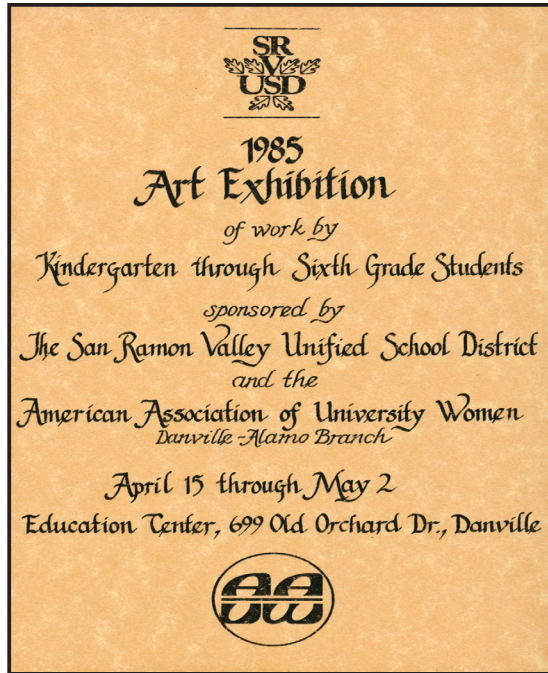 SR
V
USD
1985
Art Exhibition
of work by
Kindergarten through Sixth Grade Students
sponsored by
The San Ramon Valley Unified School District
and the
American Association of University Women
Danville-Alamo Branch
April 15 through May 2
Education Center, 699 Old Orchard Dr., Danville
AA
UW